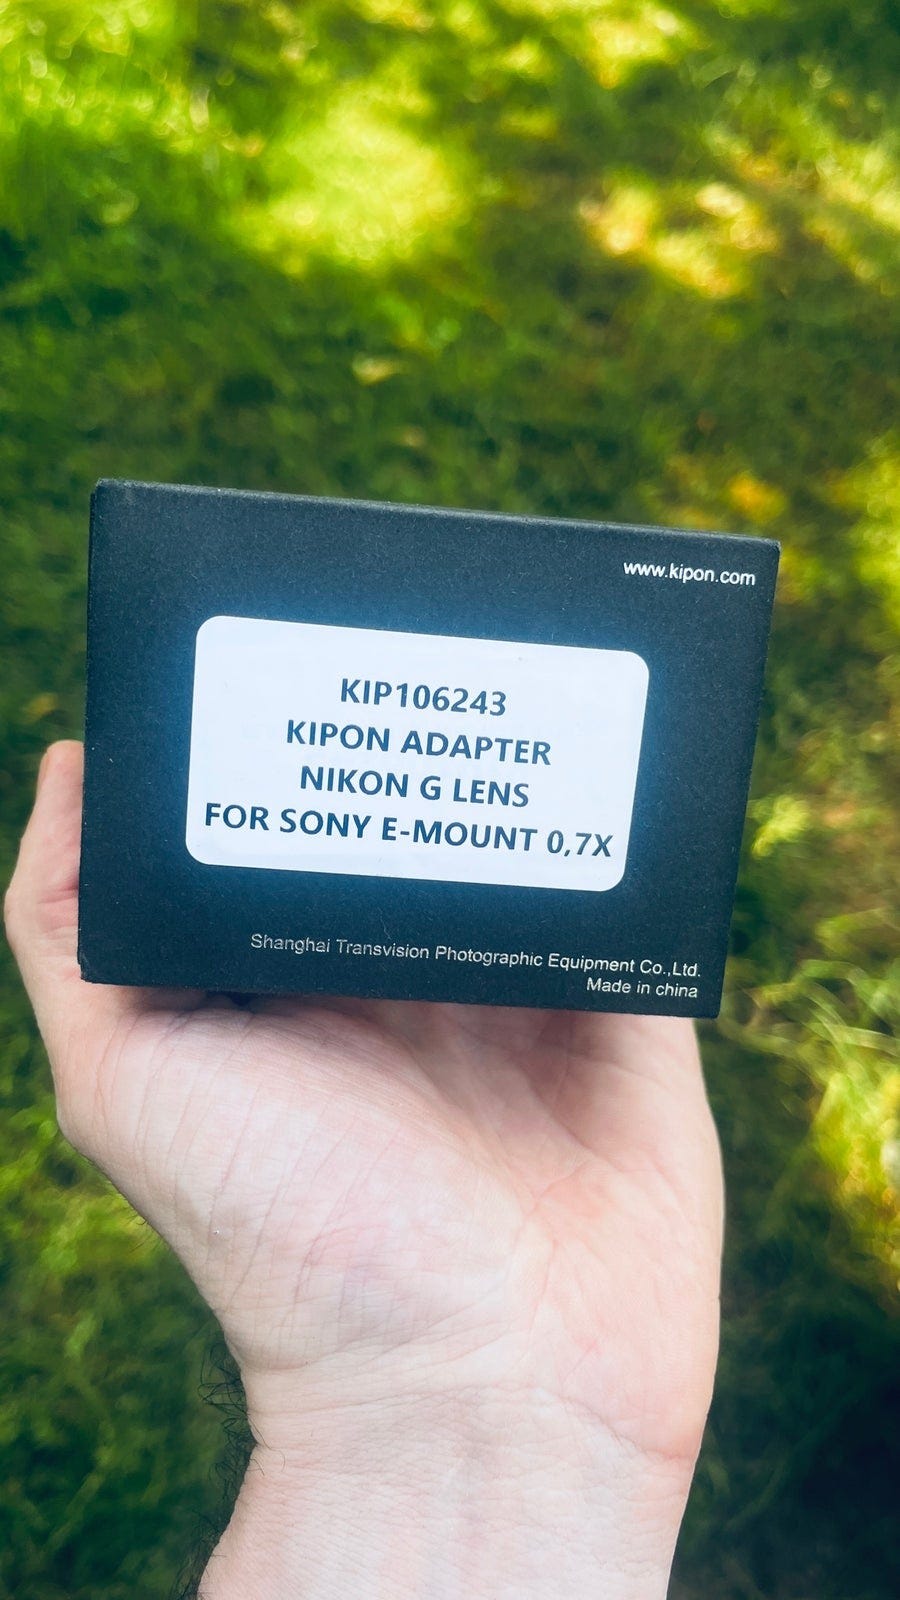 www.kipon.com
KIP106243
KIPON ADAPTER
NIKON G LENS
FOR SONY E-MOUNT 0,7X
Shanghai Transvision Photographic Equipment Co.,Ltd.
Made in china